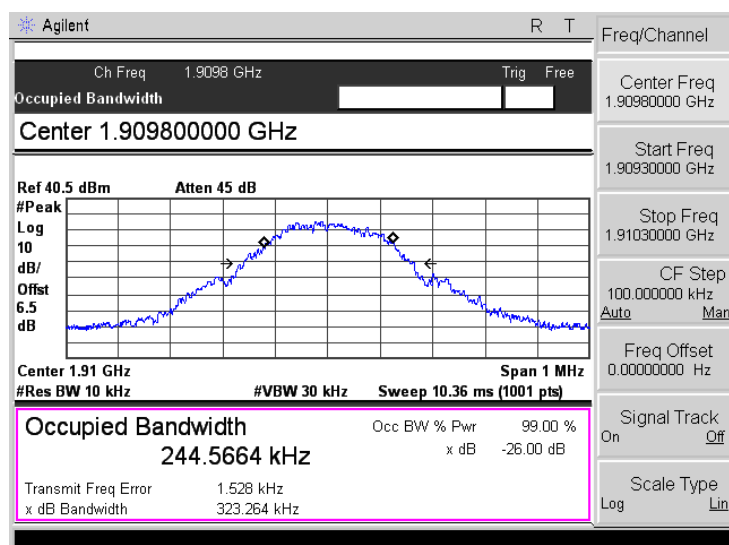 Agilent R T
Freq/Channel
Ch Freq 1.9098 GHz Trig Free
Occupied Bandwidth
Center 1.909800000 GHz
Ref 40.5 dBm Atten 45 dB
#Peak
Log
10
dB/
Offst
6.5
dB
Center 1.91 GHz Span 1 MHz
#Res BW 10 kHz #VBW 30 kHz Sweep 10.36 ms (1001 pts)
Occupied Bandwidth
244.5664 kHz
Occ BW % Pwr 99.00 %
x dB -26.00 dB
Transmit Freq Error 1.528 kHz
x dB Bandwidth 323.264 kHz
Center Freq
1.90980000 GHz
Start Freq
1.90930000 GHz
Stop Freq
1.91030000 GHz
CF Step
100.000000 kHz
Auto Man
Freq Offset
0.00000000 Hz
Signal Track
On Off
Scale Type
Log Lin